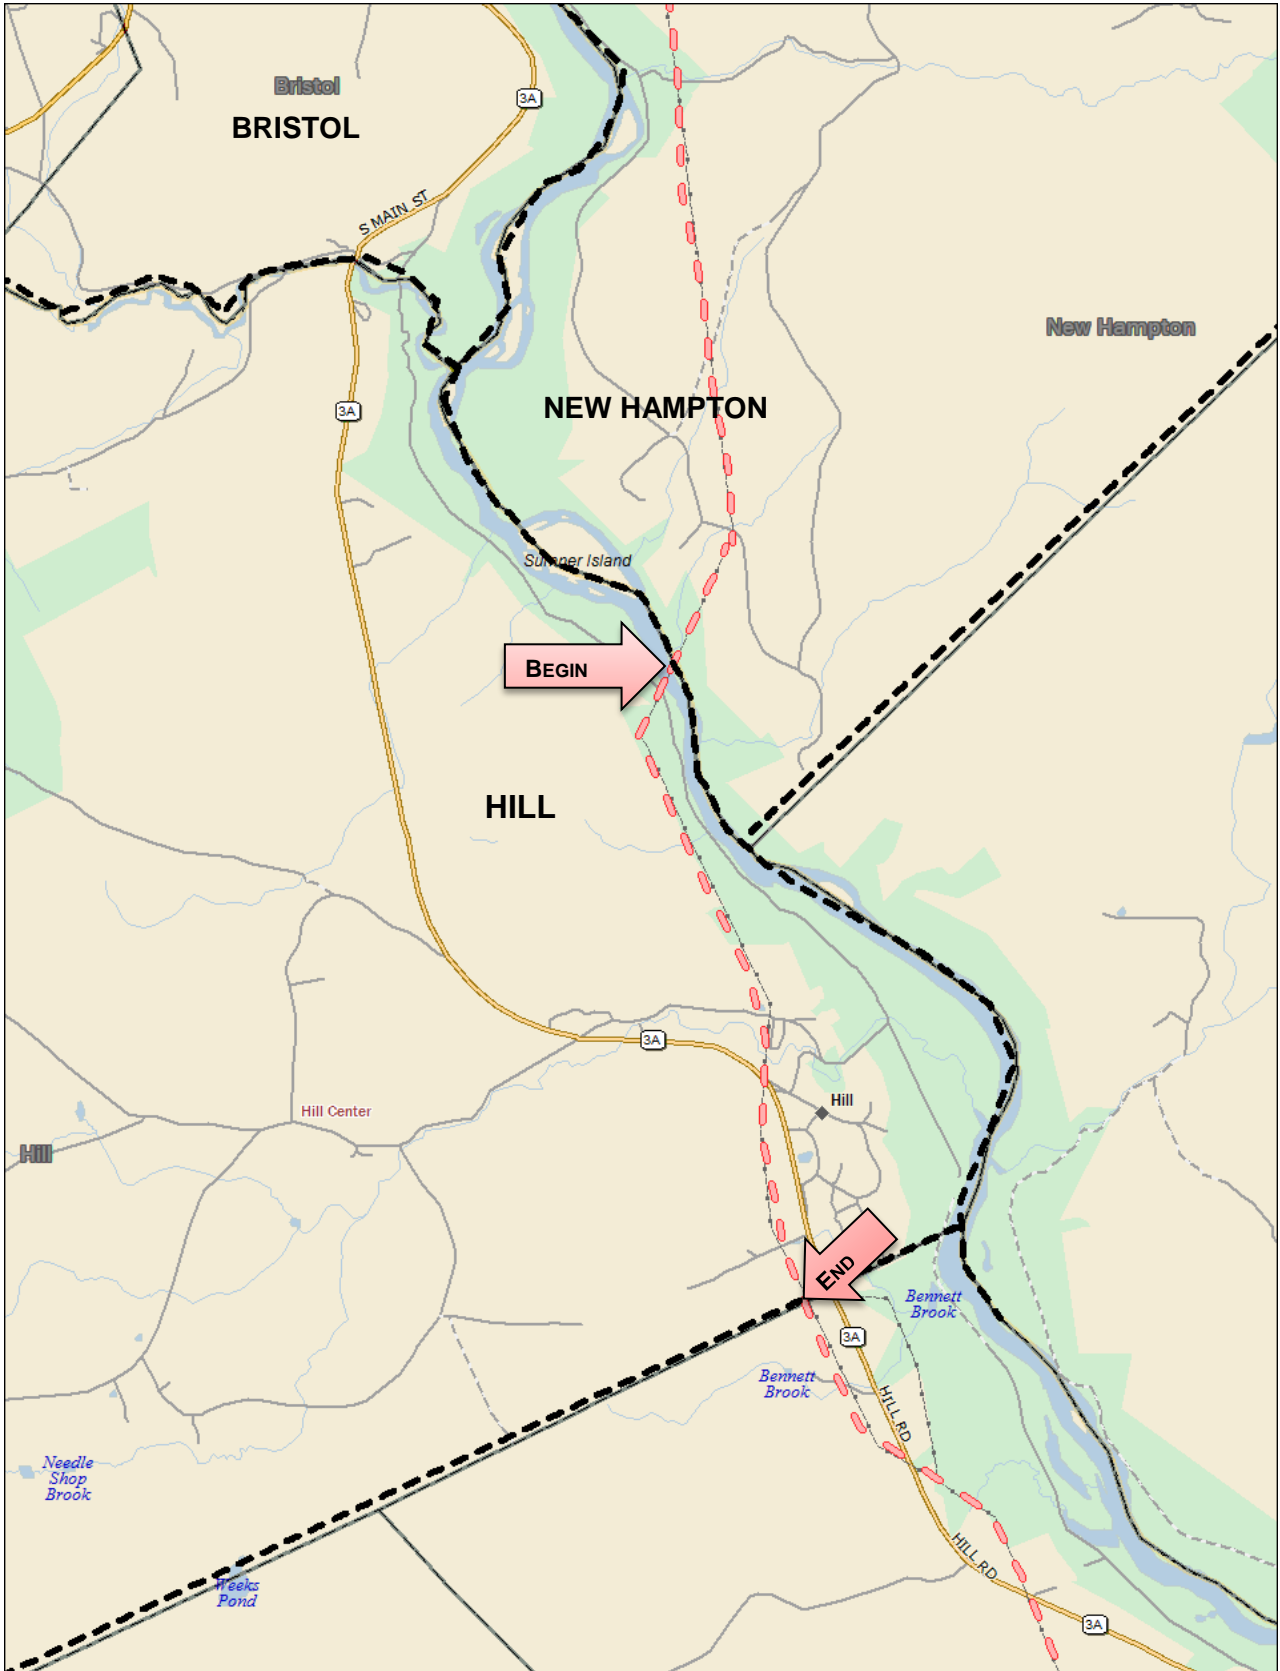 Bristol
BRISTOL
3A
S MAIN ST
New Hampton
3A
NEW HAMPTON
Sumner Island
BEGIN
HILL
3A
Hill
Hill Center
Hill
END
Bennett
Brook
3A
Bennett
Brook
HILL RD
Needle
Shop
Brook
HILL RD
Weeks
Pond
3A